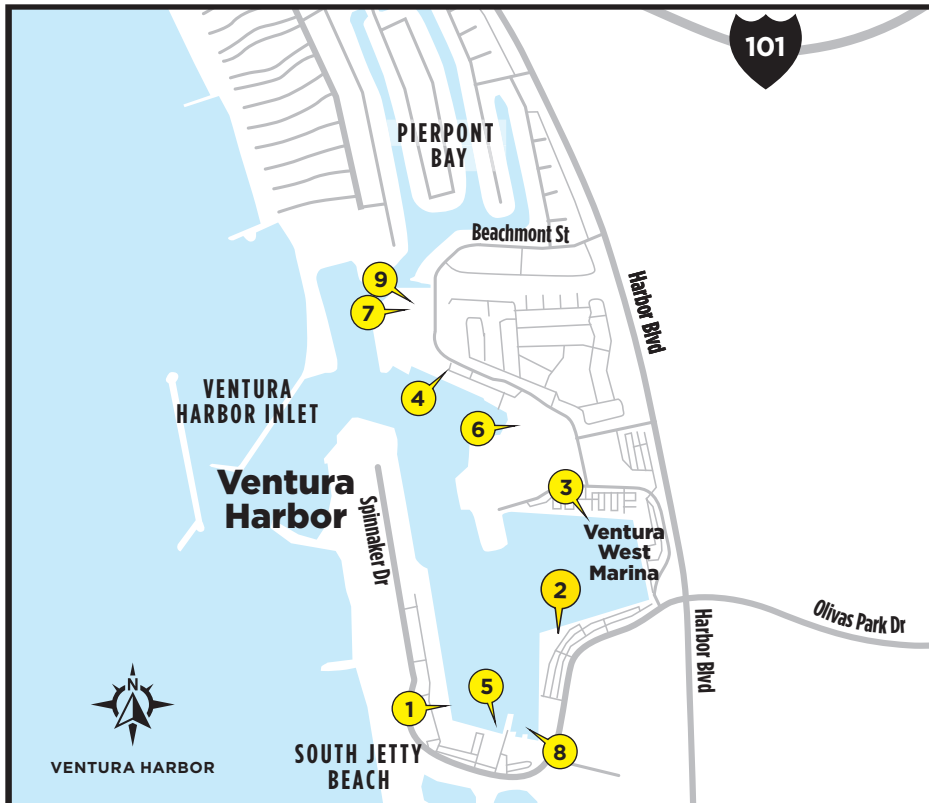 101
PIERPONT
BAY
Beachmont St
9
7
Harbor Blvd
VENTURA
HARBOR INLET
4
6
Ventura
Harbor
Spinnaker Dr
3
Ventura
West
Marina
2
Olivas Park Dr
Harbor Blvd
N
VENTURA HARBOR
5
1
SOUTH JETTY
BEACH
8